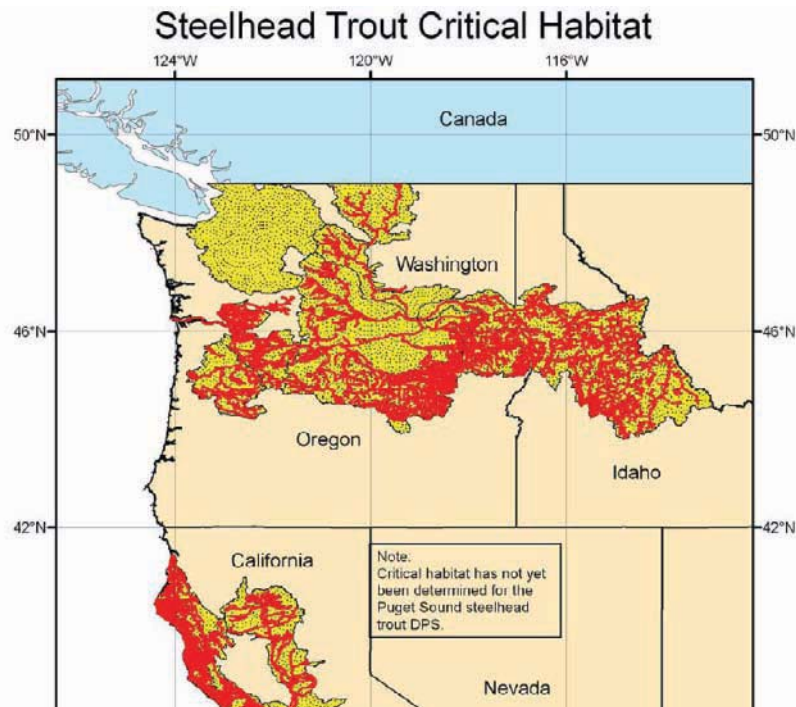 Steelhead Trout Critical Habitat
124°W 120°W 116°W
50°N Canada 50°N
Washington
46°N 46°N
Oregon
Idaho
42°N 42°N
California
Note:
Critical habitat has not yet
been determined for the
Puget Sound steelhead
trout DPS.
Nevada